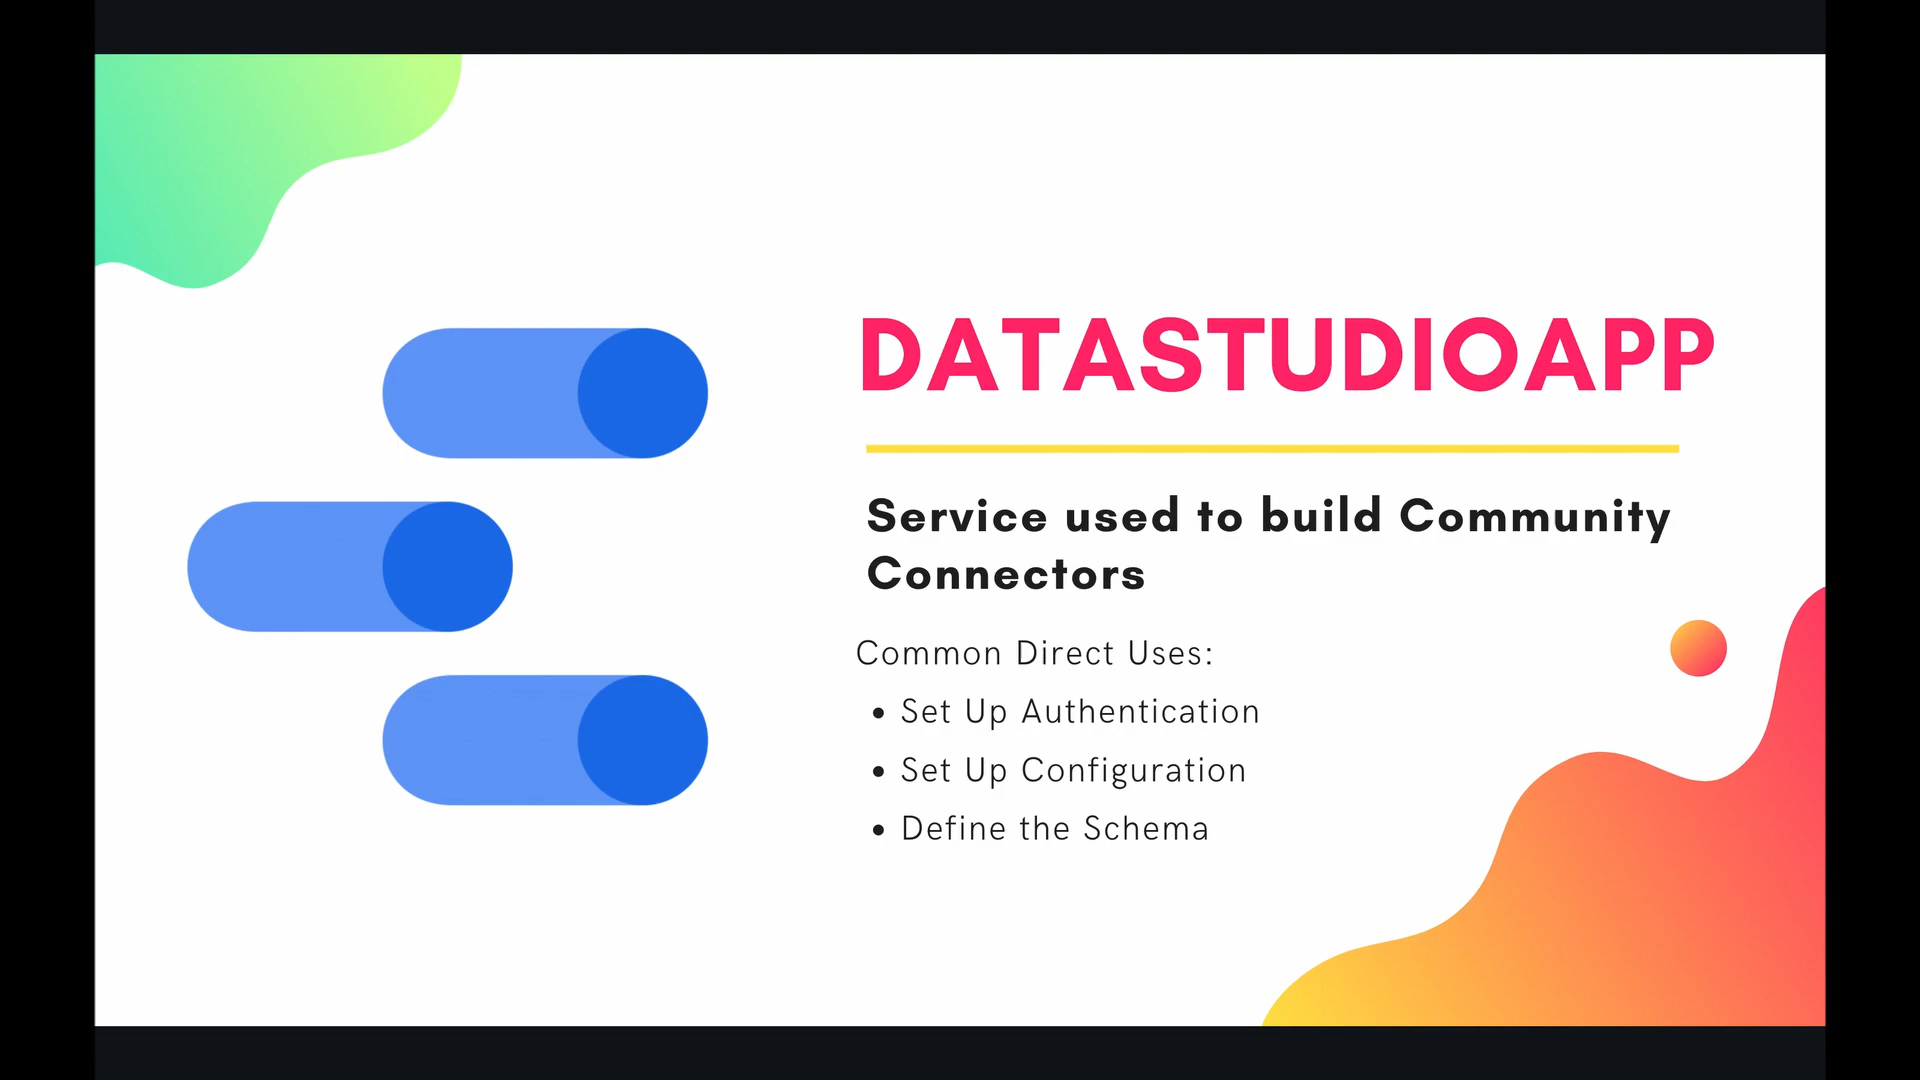 DATASTUDIOAPP
Service used to build Community
Connectors
Common Direct Uses:
• Set Up Authentication
• Set Up Configuration
• Define the Schema